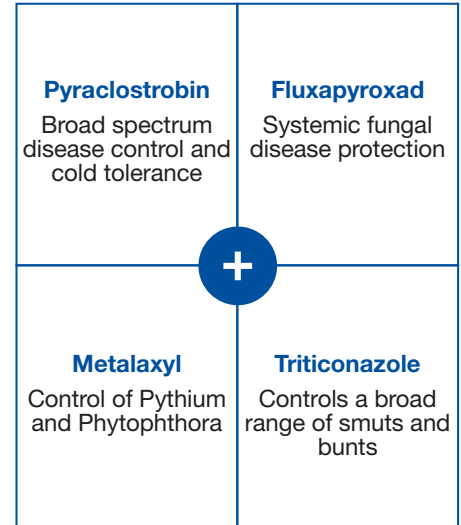 Pyraclostrobin
Broad spectrum
disease control and
cold tolerance
Fluxapyroxad
Systemic fungal
disease protection
+
Metalaxyl
Control of Pythium
and Phytophthora
Triticonazole
Controls a broad
range of smuts and
bunts